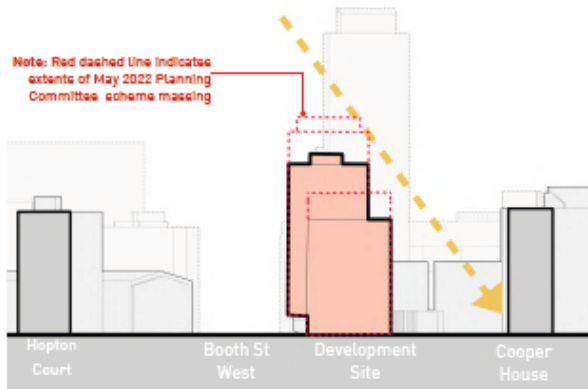 Note: Red dashed line indicates
extents of May 2022 Planning
Committee scheme massing
Hopton
Court
Booth St
West
Development
Site
Cooper
House